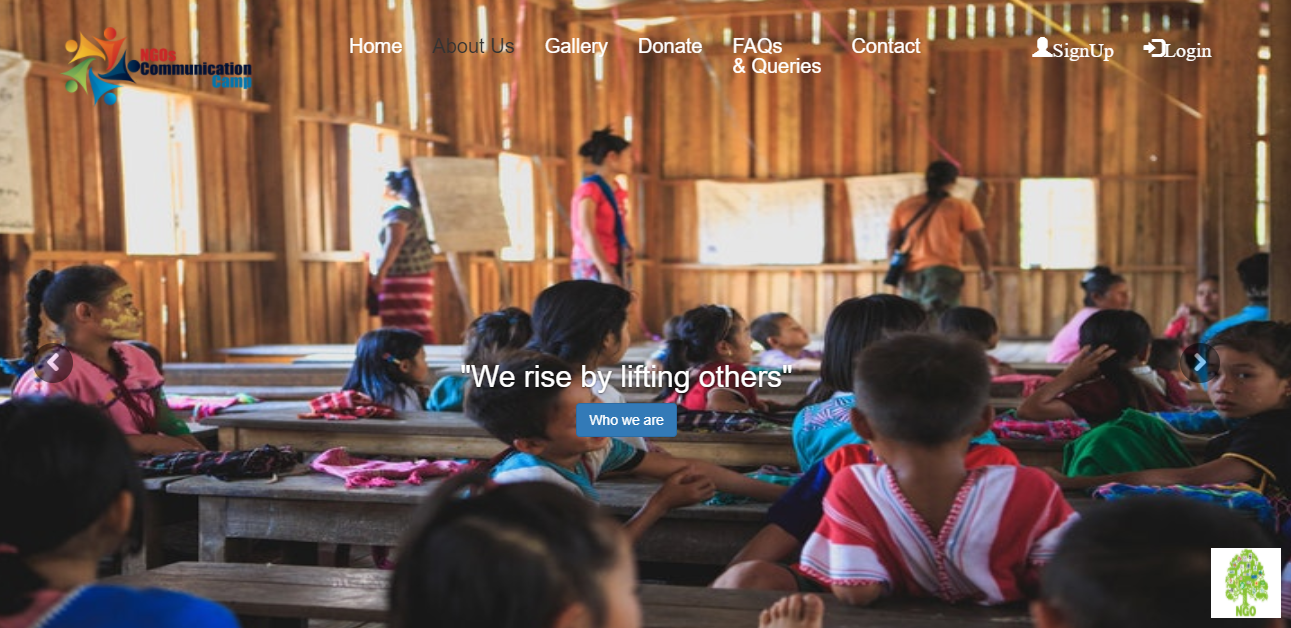 NGOs
Communication
Camp
Home
About Us
Gallery
Donate
FAQs
& Queries
Contact
SignUp
Login
"We rise by lifting others"
Who we are
NGO